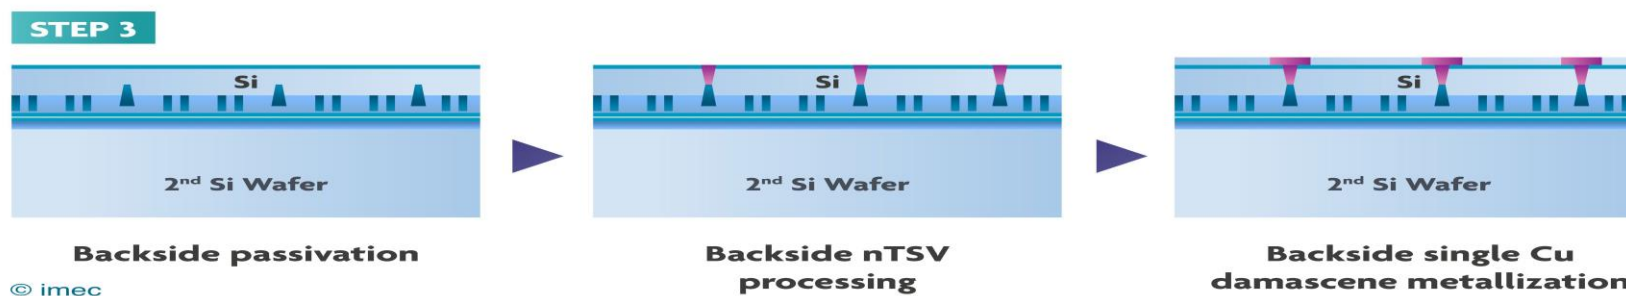 STEP 3
Si
Si
Si
2nd Si Wafer
2nd Si Wafer
2nd Si Wafer
Backside passivation
Backside nTSV
processing
Backside single Cu
damascene metallization
© imec